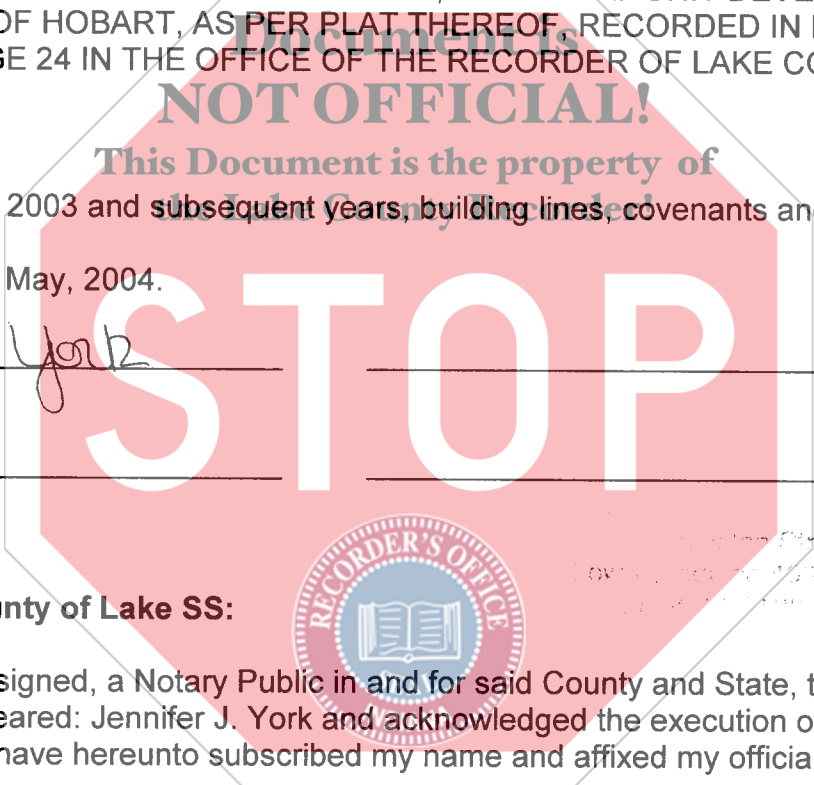 OF HOBART, AS PER PLAT THEREOF, RECORDED IN
Document is
GE 24 IN THE OFFICE OF THE RECORDER OF LAKE CO
NOT OFFICIAL!
This Document is the property of
2003 and subsequent years, building lines, covenants an
the Lake County Recorder!
May, 2004.
STOP
York
RECORDER'S OFFICE
nty of Lake SS:
signed, a Notary Public in and for said County and State, t
eared: Jennifer J. York and acknowledged the execution o
INDIANA
have hereunto subscribed my name and affixed my officia